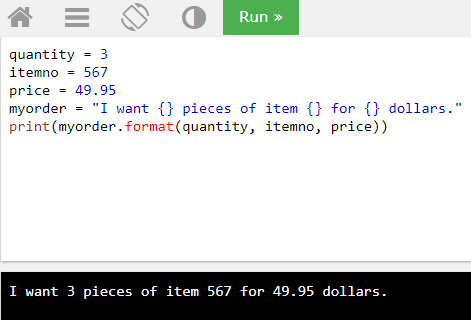 Run »
quantity = 3
itemno = 567
price = 49.95
myorder = "I want {} pieces of item {} for {} dollars."
print(myorder.format(quantity, itemno, price))
I want 3 pieces of item 567 for 49.95 dollars.